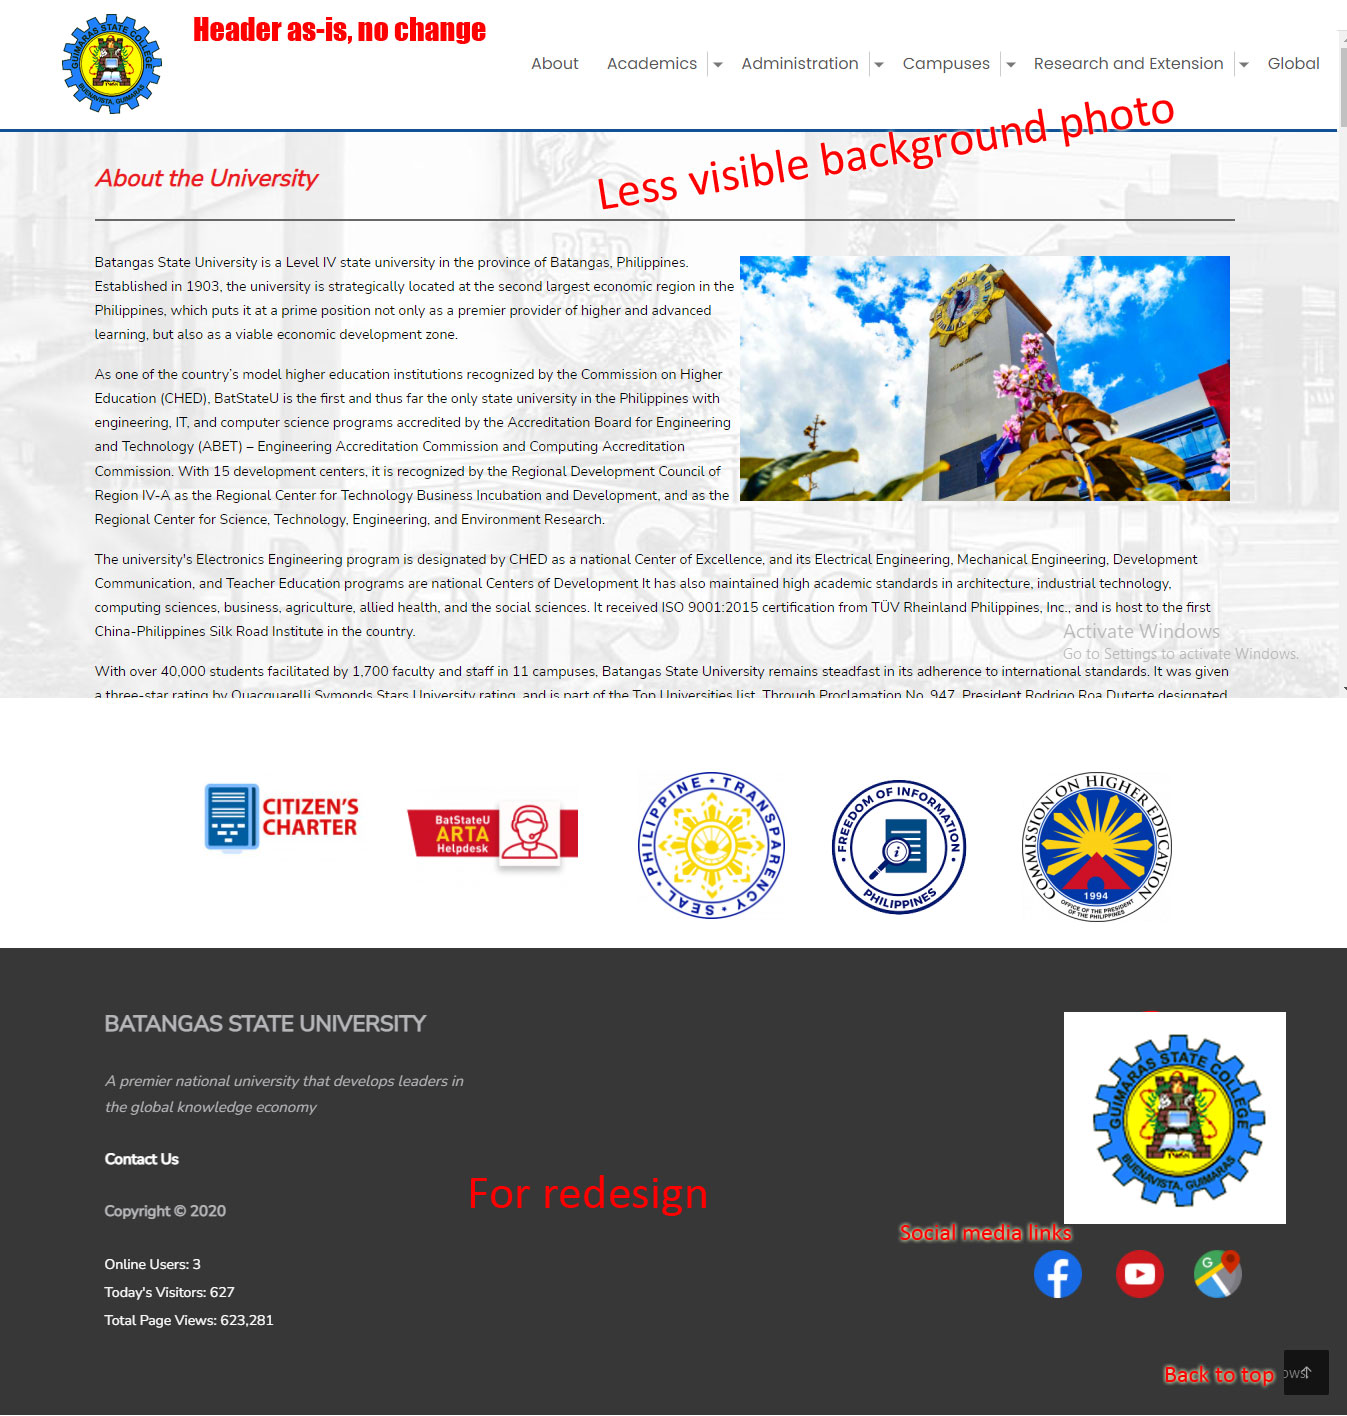 GUIMARAS STATE COLLEGE
BUENAVISTA, GUIMARAS
Header as-is, no change
About Academics Administration Campuses Research and Extension Global
Less visible background photo
About the University
Batangas State University is a Level IV state university in the province of Batangas, Philippines.
Established in 1903, the university is strategically located at the second largest economic region in the
Philippines, which puts it at a prime position not only as a premier provider of higher and advanced
learning, but also as a viable economic development zone.
As one of the country’s model higher education institutions recognized by the Commission on Higher
Education (CHED), BatStateU is the first and thus far the only state university in the Philippines with
engineering, IT, and computer science programs accredited by the Accreditation Board for Engineering
and Technology (ABET) – Engineering Accreditation Commission and Computing Accreditation
Commission. With 15 development centers, it is recognized by the Regional Development Council of
Region IV-A as the Regional Center for Technology Business Incubation and Development, and as the
Regional Center for Science, Technology, Engineering, and Environment Research.
The university's Electronics Engineering program is designated by CHED as a national Center of Excellence, and its Electrical Engineering, Mechanical Engineering, Development
Communication, and Teacher Education programs are national Centers of Development It has also maintained high academic standards in architecture, industrial technology,
computing sciences, business, agriculture, allied health, and the social sciences. It received ISO 9001:2015 certification from TÜV Rheinland Philippines, Inc., and is host to the first
China-Philippines Silk Road Institute in the country.
BatStateU
Activate Windows
Go to Settings to activate Windows.
With over 40,000 students facilitated by 1,700 faculty and staff in 11 campuses, Batangas State University remains steadfast in its adherence to international standards. It was given
a three-star rating by Quacquarelli Symonds Stars University rating, and is part of the Top Universities list. Through Proclamation No. 947, President Rodrigo Roa Duterte designated
CITIZEN'S
CHARTER
BatStateU
ARTA
Helpdesk
PHILIPPINE • TRANSPARENCY • SEAL •
FREEDOM OF INFORMATION
• PHILIPPINES •
COMMISSION ON HIGHER EDUCATION
1994
OFFICE OF THE PRESIDENT
OF THE PHILIPPINES
BATANGAS STATE UNIVERSITY
A premier national university that develops leaders in
the global knowledge economy
Contact Us
Copyright © 2020
Online Users: 3
Today's Visitors: 627
Total Page Views: 623,281
For redesign
GUIMARAS STATE COLLEGE
BUENAVISTA, GUIMARAS
Social media links
G
Back to top
ows.